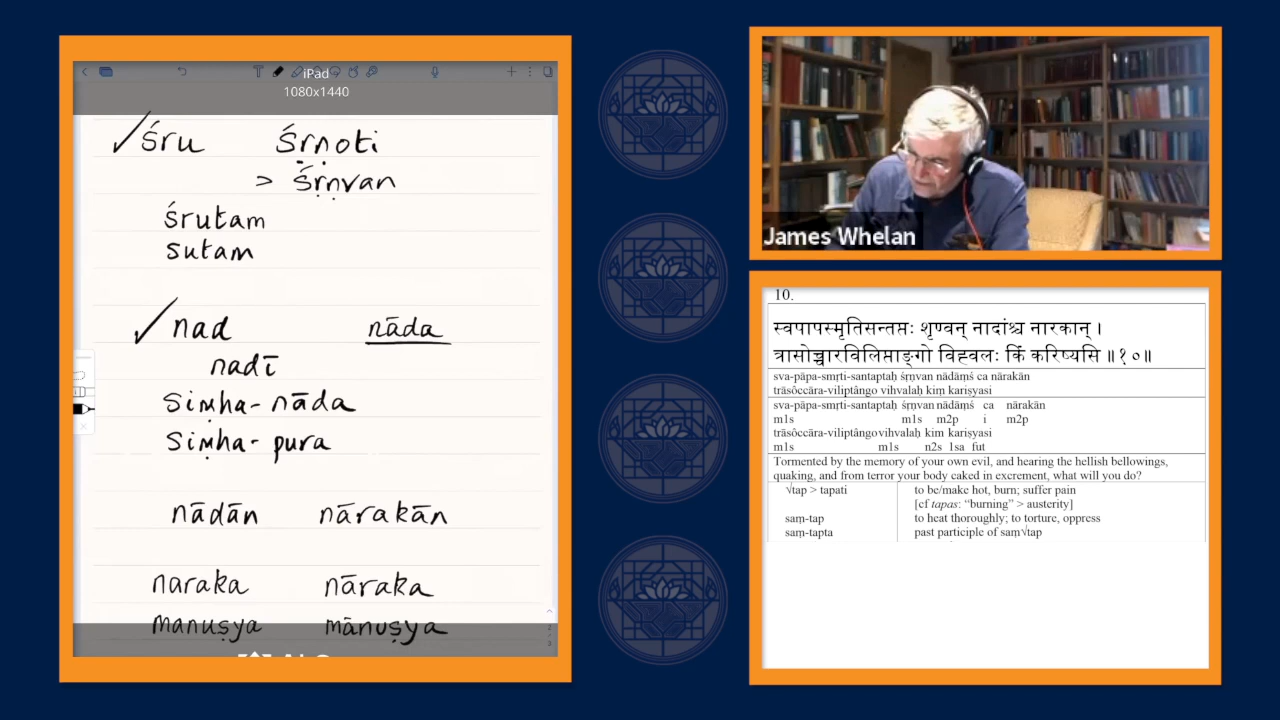 iPad
1080x1440
√śru śṛṇoti
> śṛṇvan
śrutam
sutam
√nad nāda
nadī
siṃha-nāda
siṃha-pura
nādān nārakān
naraka nāraka
manuṣya mānuṣya
James Whelan
10.
स्वपापस्मृतिसन्तप्तः शृण्वन् नादांश्च नारकान् ।
त्रासोच्चारविलिप्ताङ्गो विह्वलः किं करिष्यसि ॥१०॥
sva-pāpa-smṛti-santaptaḥ śṛṇvan nādāṃś ca nārakān
trāsôccāra-viliptâṅgo vihvalaḥ kiṃ kariṣyasi
sva-pāpa-smṛti-santaptaḥ śṛṇvan nādāṃś ca nārakān
m1s m1s m2p i m2p
trāsôccāra-viliptâṅgo vihvalaḥ kim kariṣyasi
m1s m1s n2s 1sa fut
Tormented by the memory of your own evil, and hearing the hellish bellowings,
quaking, and from terror your body caked in excrement, what will you do?
√tap > tapati to be/make hot, burn; suffer pain
[cf tapas: “burning” > austerity]
saṃ-tap to heat thoroughly; to torture, oppress
saṃ-tapta past participle of saṃ√tap